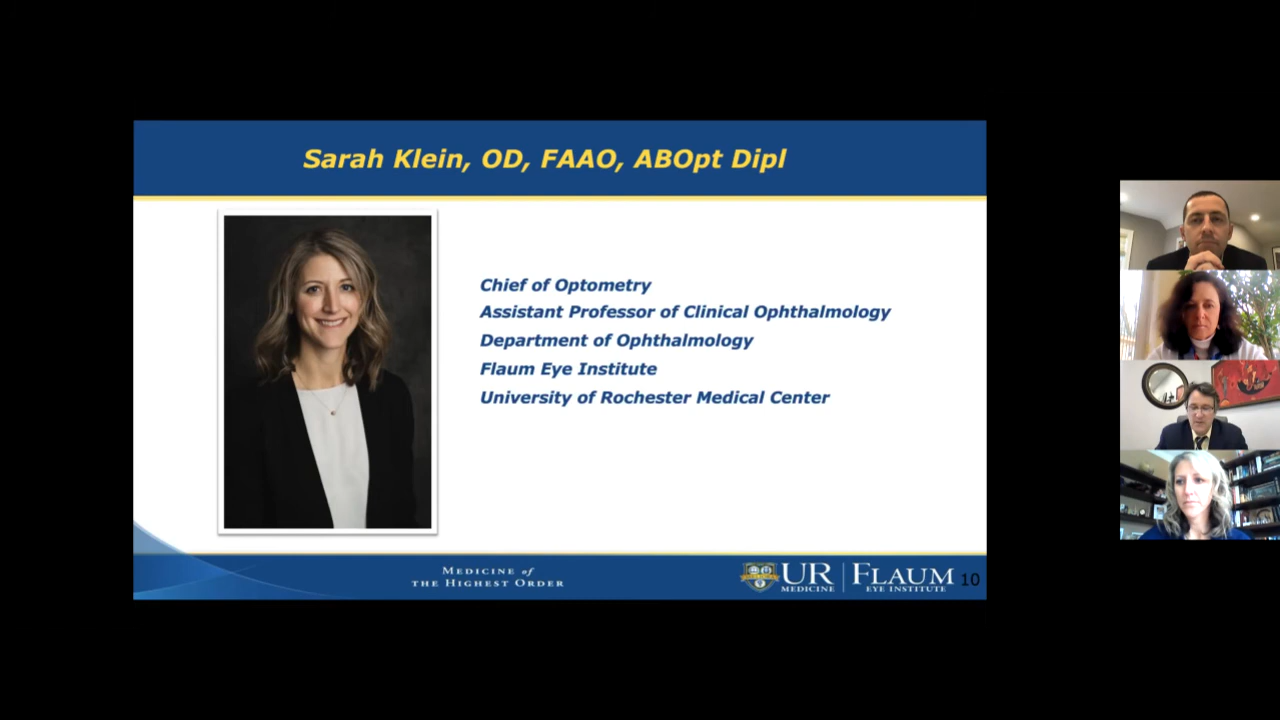 Sarah Klein, OD, FAAO, ABOpt Dipl
Chief of Optometry
Assistant Professor of Clinical Ophthalmology
Department of Ophthalmology
Flaum Eye Institute
University of Rochester Medical Center
MEDICINE of
THE HIGHEST ORDER
UR
MEDICINE
FLAUM
EYE INSTITUTE
10